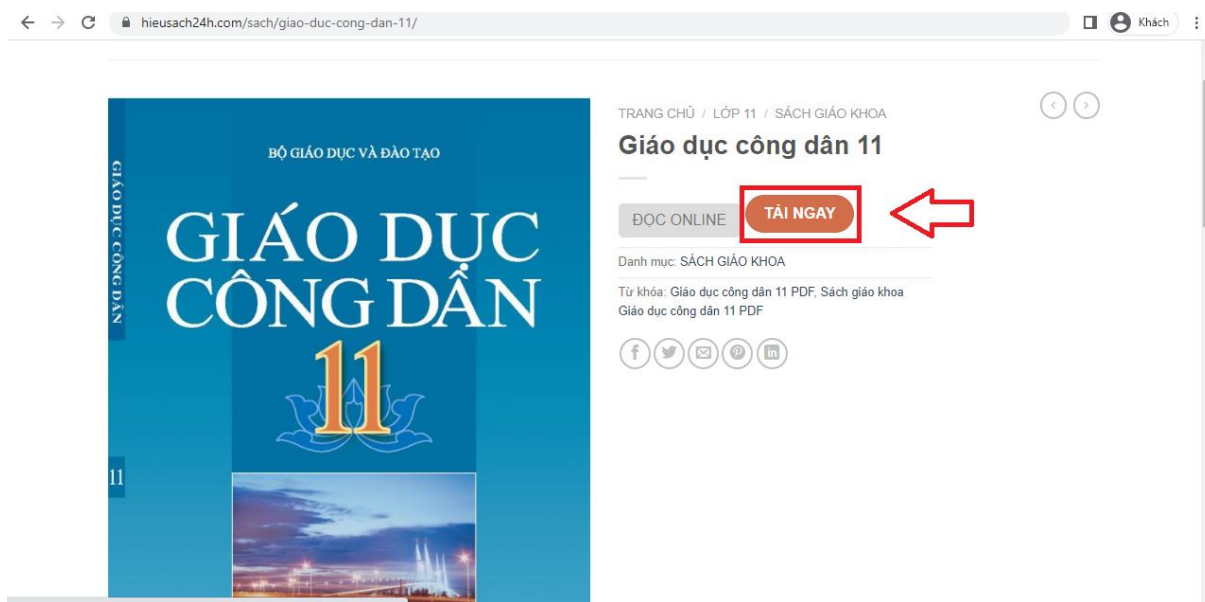 hieusach24h.com/sach/giao-duc-cong-dan-11/
Khách
GIÁO DỤC CÔNG DÂN
11
BỘ GIÁO DỤC VÀ ĐÀO TẠO
GIÁO DỤC
CÔNG DÂN
11
TRANG CHỦ / LỚP 11 / SÁCH GIÁO KHOA
Giáo dục công dân 11
ĐỌC ONLINE TẢI NGAY
Danh mục: SÁCH GIÁO KHOA
Từ khóa: Giáo dục công dân 11 PDF, Sách giáo khoa
Giáo dục công dân 11 PDF